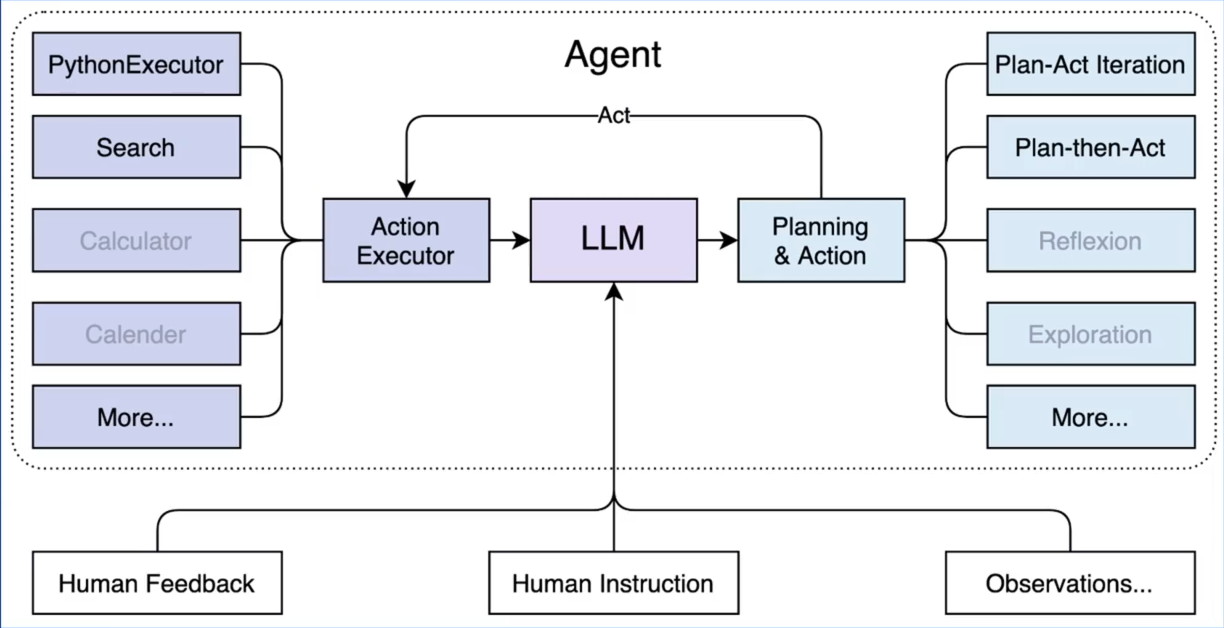 Agent
PythonExecutor
Search
Calculator
Calender
More...
Act
Action
Executor
LLM
Planning
& Action
Plan-Act Iteration
Plan-then-Act
Reflexion
Exploration
More...
Human Feedback
Human Instruction
Observations...